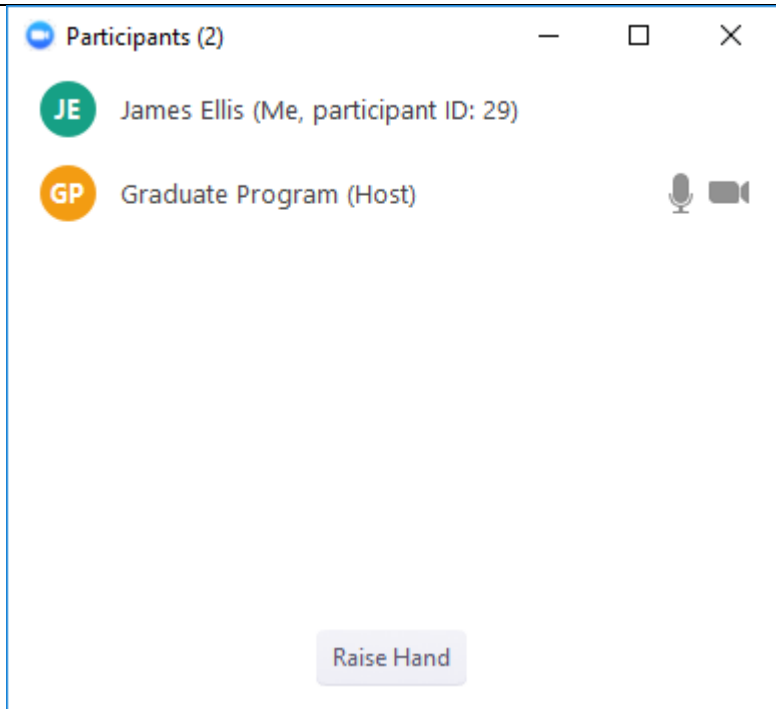 Participants (2)
JE James Ellis (Me, participant ID: 29)
GP Graduate Program (Host)
Raise Hand